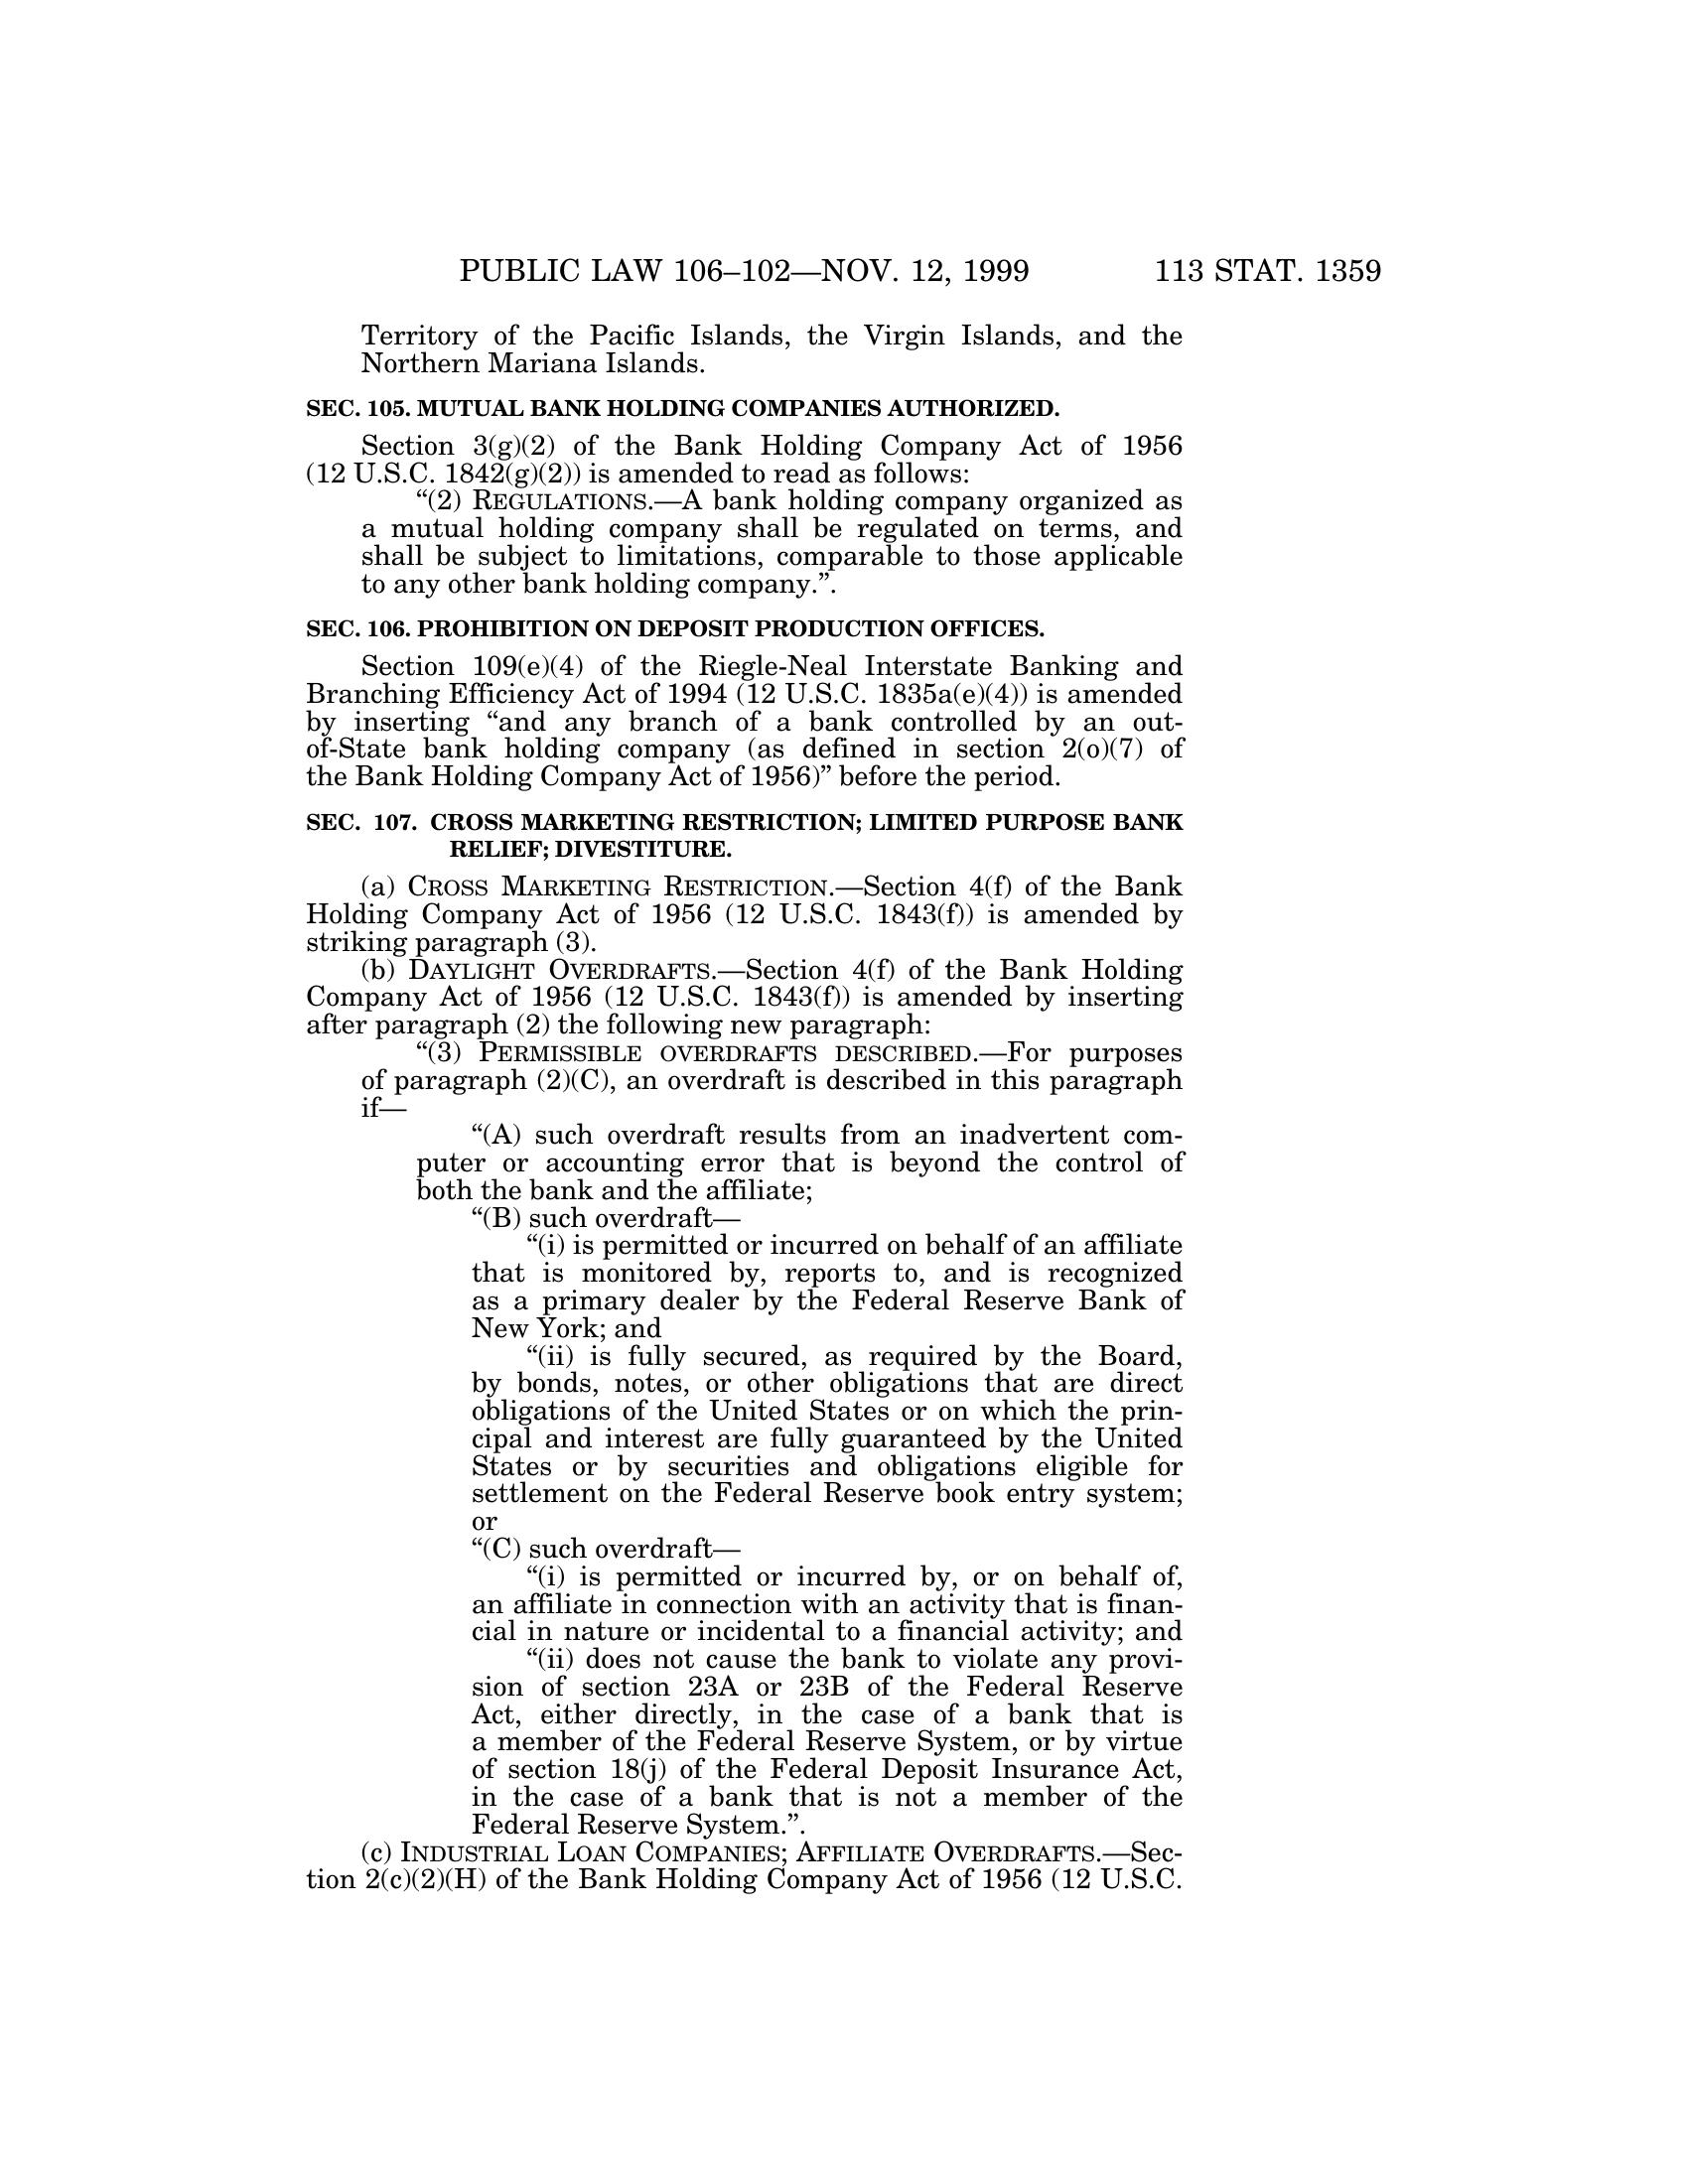 PUBLIC LAW 106–102—NOV. 12, 1999 113 STAT. 1359
Territory of the Pacific Islands, the Virgin Islands, and the
Northern Mariana Islands.
SEC. 105. MUTUAL BANK HOLDING COMPANIES AUTHORIZED.
Section 3(g)(2) of the Bank Holding Company Act of 1956
(12 U.S.C. 1842(g)(2)) is amended to read as follows:
“(2) REGULATIONS.—A bank holding company organized as
a mutual holding company shall be regulated on terms, and
shall be subject to limitations, comparable to those applicable
to any other bank holding company.”.
SEC. 106. PROHIBITION ON DEPOSIT PRODUCTION OFFICES.
Section 109(e)(4) of the Riegle-Neal Interstate Banking and
Branching Efficiency Act of 1994 (12 U.S.C. 1835a(e)(4)) is amended
by inserting “and any branch of a bank controlled by an out-
of-State bank holding company (as defined in section 2(o)(7) of
the Bank Holding Company Act of 1956)” before the period.
SEC. 107. CROSS MARKETING RESTRICTION; LIMITED PURPOSE BANK
RELIEF; DIVESTITURE.
(a) CROSS MARKETING RESTRICTION.—Section 4(f) of the Bank
Holding Company Act of 1956 (12 U.S.C. 1843(f)) is amended by
striking paragraph (3).
(b) DAYLIGHT OVERDRAFTS.—Section 4(f) of the Bank Holding
Company Act of 1956 (12 U.S.C. 1843(f)) is amended by inserting
after paragraph (2) the following new paragraph:
“(3) PERMISSIBLE OVERDRAFTS DESCRIBED.—For purposes
of paragraph (2)(C), an overdraft is described in this paragraph
if—
“(A) such overdraft results from an inadvertent com-
puter or accounting error that is beyond the control of
both the bank and the affiliate;
“(B) such overdraft—
“(i) is permitted or incurred on behalf of an affiliate
that is monitored by, reports to, and is recognized
as a primary dealer by the Federal Reserve Bank of
New York; and
“(ii) is fully secured, as required by the Board,
by bonds, notes, or other obligations that are direct
obligations of the United States or on which the prin-
cipal and interest are fully guaranteed by the United
States or by securities and obligations eligible for
settlement on the Federal Reserve book entry system;
or
“(C) such overdraft—
“(i) is permitted or incurred by, or on behalf of,
an affiliate in connection with an activity that is finan-
cial in nature or incidental to a financial activity; and
“(ii) does not cause the bank to violate any provi-
sion of section 23A or 23B of the Federal Reserve
Act, either directly, in the case of a bank that is
a member of the Federal Reserve System, or by virtue
of section 18(j) of the Federal Deposit Insurance Act,
in the case of a bank that is not a member of the
Federal Reserve System.”.
(c) INDUSTRIAL LOAN COMPANIES; AFFILIATE OVERDRAFTS.—Sec-
tion 2(c)(2)(H) of the Bank Holding Company Act of 1956 (12 U.S.C.